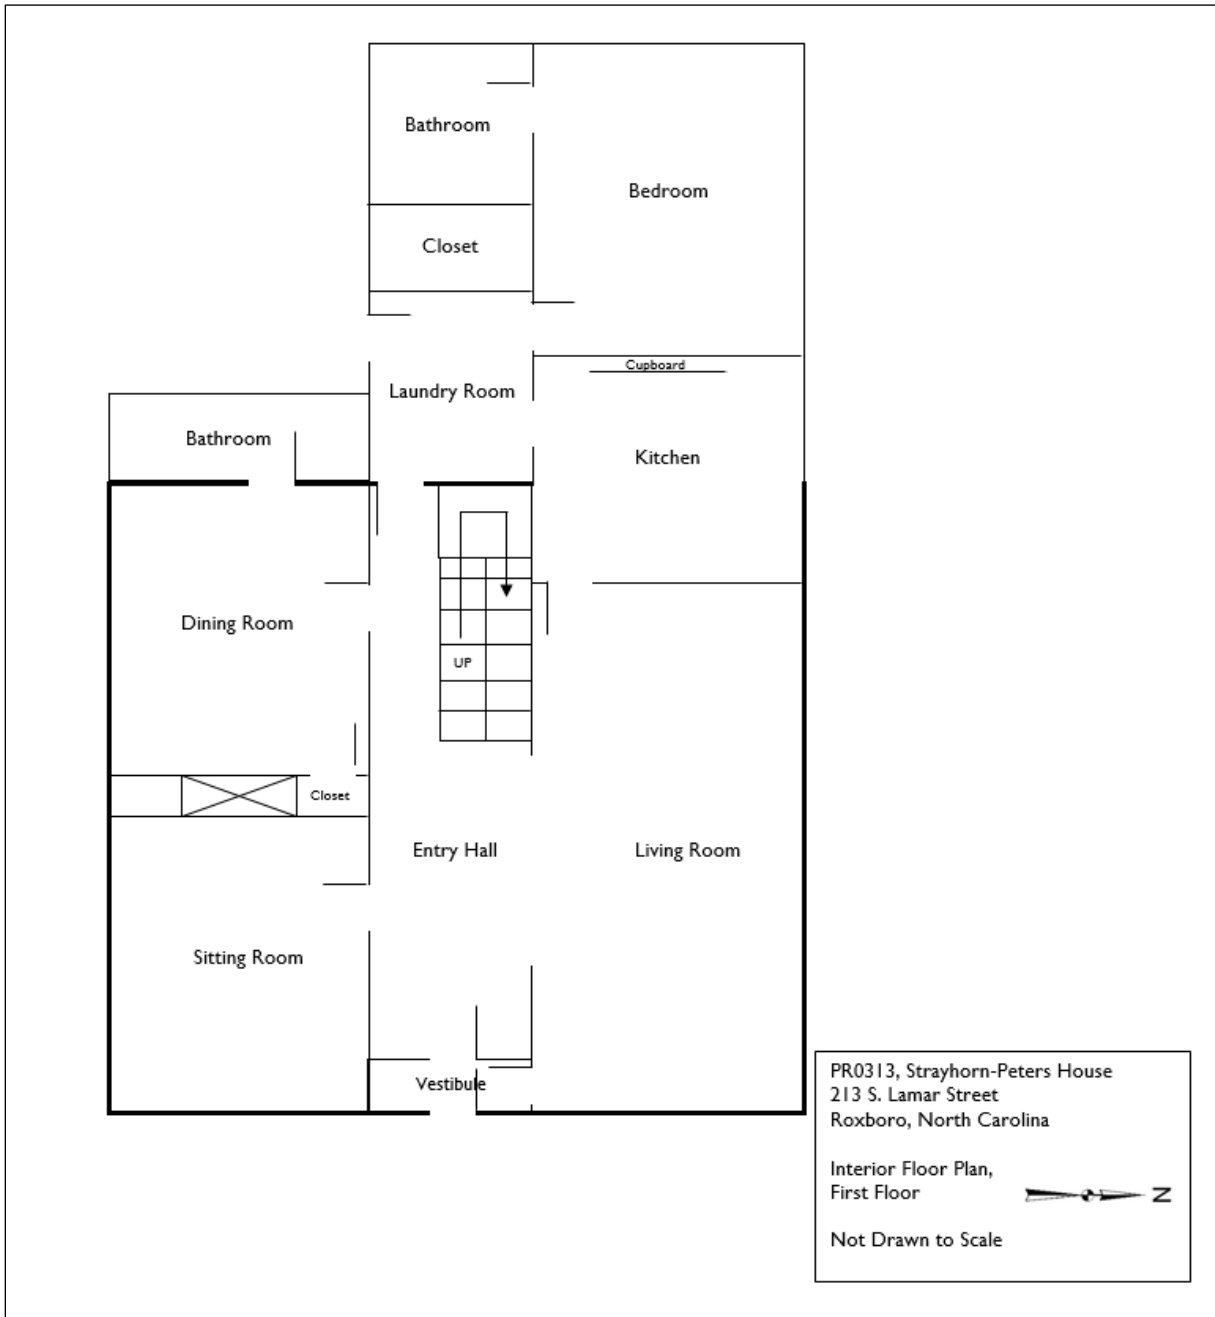 Bathroom
Bedroom
Closet
Cupboard
Laundry Room
Bathroom
Kitchen
Dining Room
UP
Closet
Entry Hall
Living Room
Sitting Room
Vestibule
PR0313, Strayhorn-Peters House
213 S. Lamar Street
Roxboro, North Carolina
Interior Floor Plan,
First Floor
N
Not Drawn to Scale